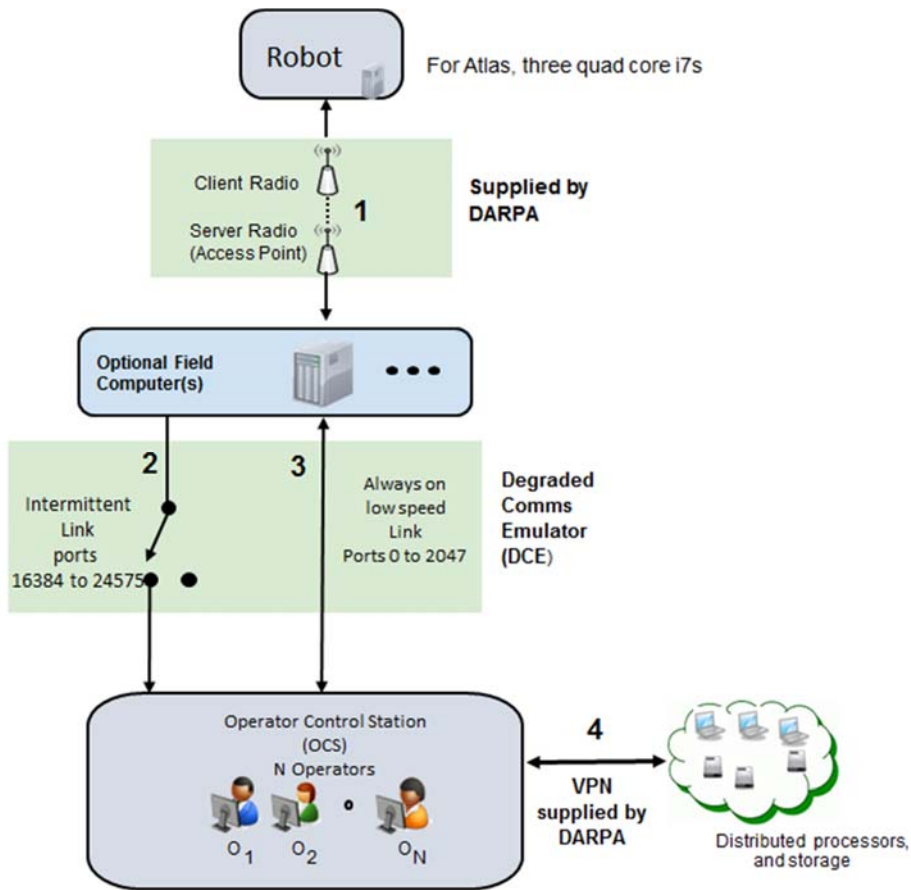 Robot
For Atlas, three quad core i7s
Client Radio
1
Server Radio
(Access Point)
Supplied by
DARPA
Optional Field
Computer(s)
2
3
Intermittent
Link
ports
16384 to 24575
Always on
low speed
Link
Ports 0 to 2047
Degraded
Comms
Emulator
(DCE)
Operator Control Station
(OCS)
N Operators
O1
O2
ON
4
VPN
supplied by
DARPA
Distributed processors,
and storage